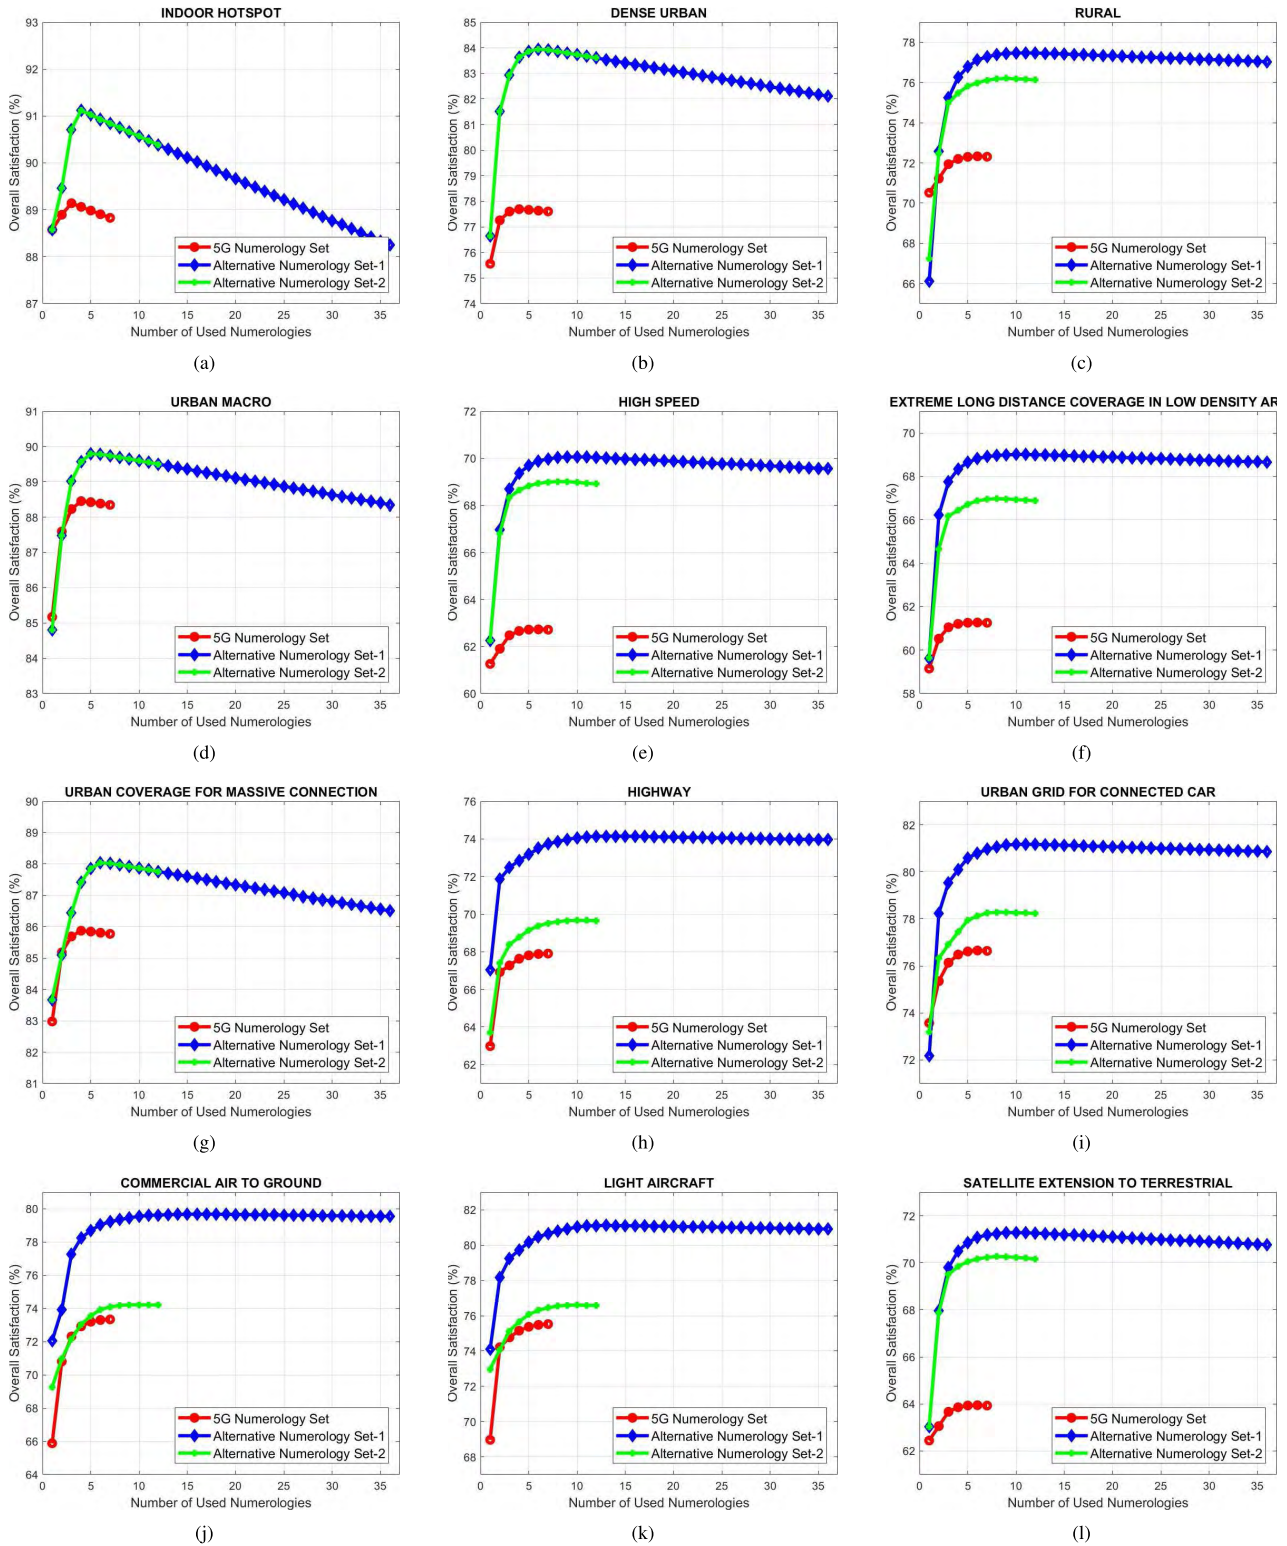 INDOOR HOTSPOT
Overall Satisfaction (%)
93
92
91
90
89
88
87
0 5 10 15 20 25 30 35
Number of Used Numerologies
5G Numerology Set
Alternative Numerology Set-1
Alternative Numerology Set-2
(a)
DENSE URBAN
Overall Satisfaction (%)
85
84
83
82
81
80
79
78
77
76
75
74
0 5 10 15 20 25 30 35
Number of Used Numerologies
5G Numerology Set
Alternative Numerology Set-1
Alternative Numerology Set-2
(b)
RURAL
Overall Satisfaction (%)
78
76
74
72
70
68
66
0 5 10 15 20 25 30 35
Number of Used Numerologies
5G Numerology Set
Alternative Numerology Set-1
Alternative Numerology Set-2
(c)
URBAN MACRO
Overall Satisfaction (%)
91
90
89
88
87
86
85
84
83
0 5 10 15 20 25 30 35
Number of Used Numerologies
5G Numerology Set
Alternative Numerology Set-1
Alternative Numerology Set-2
(d)
HIGH SPEED
Overall Satisfaction (%)
72
70
68
66
64
62
60
0 5 10 15 20 25 30 35
Number of Used Numerologies
5G Numerology Set
Alternative Numerology Set-1
Alternative Numerology Set-2
(e)
EXTREME LONG DISTANCE COVERAGE IN LOW DENSITY AR
Overall Satisfaction (%)
70
68
66
64
62
60
58
0 5 10 15 20 25 30 35
Number of Used Numerologies
5G Numerology Set
Alternative Numerology Set-1
Alternative Numerology Set-2
(f)
URBAN COVERAGE FOR MASSIVE CONNECTION
Overall Satisfaction (%)
90
89
88
87
86
85
84
83
82
81
0 5 10 15 20 25 30 35
Number of Used Numerologies
5G Numerology Set
Alternative Numerology Set-1
Alternative Numerology Set-2
(g)
HIGHWAY
Overall Satisfaction (%)
76
74
72
70
68
66
64
62
0 5 10 15 20 25 30 35
Number of Used Numerologies
5G Numerology Set
Alternative Numerology Set-1
Alternative Numerology Set-2
(h)
URBAN GRID FOR CONNECTED CAR
Overall Satisfaction (%)
82
80
78
76
74
72
0 5 10 15 20 25 30 35
Number of Used Numerologies
5G Numerology Set
Alternative Numerology Set-1
Alternative Numerology Set-2
(i)
COMMERCIAL AIR TO GROUND
Overall Satisfaction (%)
80
78
76
74
72
70
68
66
64
0 5 10 15 20 25 30 35
Number of Used Numerologies
5G Numerology Set
Alternative Numerology Set-1
Alternative Numerology Set-2
(j)
LIGHT AIRCRAFT
Overall Satisfaction (%)
82
80
78
76
74
72
70
68
0 5 10 15 20 25 30 35
Number of Used Numerologies
5G Numerology Set
Alternative Numerology Set-1
Alternative Numerology Set-2
(k)
SATELLITE EXTENSION TO TERRESTRIAL
Overall Satisfaction (%)
72
70
68
66
64
62
0 5 10 15 20 25 30 35
Number of Used Numerologies
5G Numerology Set
Alternative Numerology Set-1
Alternative Numerology Set-2
(l)